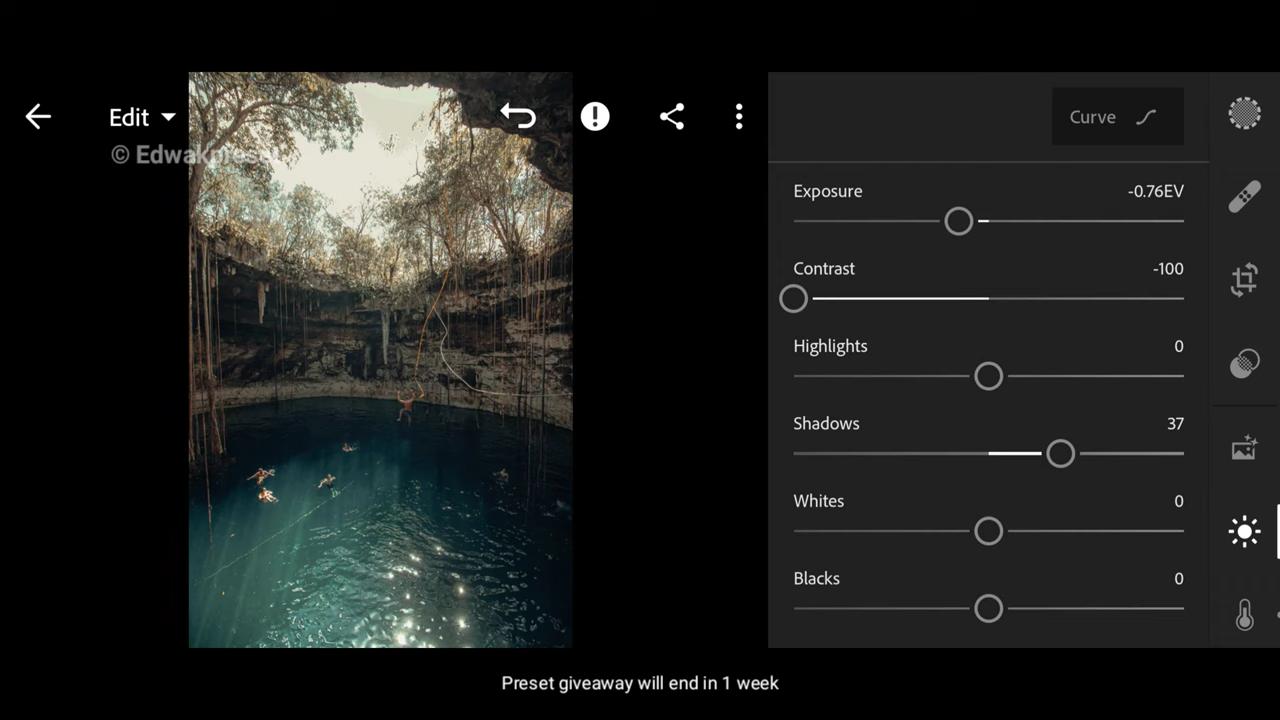 Edit
© Edwakpreset
Curve
Exposure -0.76EV
Contrast -100
Highlights 0
Shadows 37
Whites 0
Blacks 0
Preset giveaway will end in 1 week